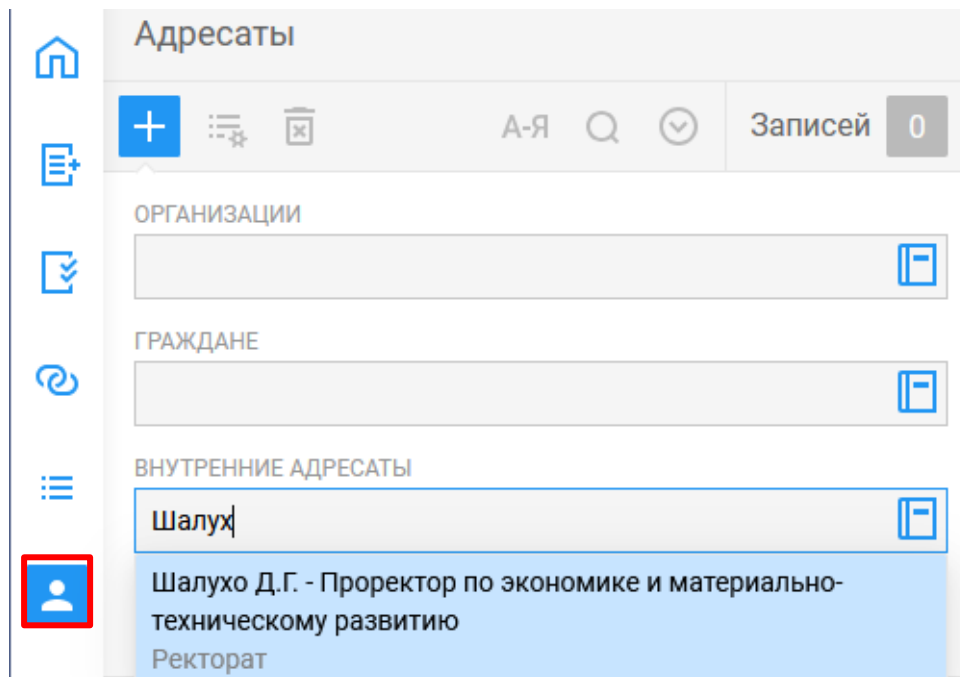 Адресаты
А-Я
Записей 0
ОРГАНИЗАЦИИ
ГРАЖДАНЕ
ВНУТРЕННИЕ АДРЕСАТЫ
Шалух
Шалухо Д.Г. - Проректор по экономике и материально-
техническому развитию
Ректорат